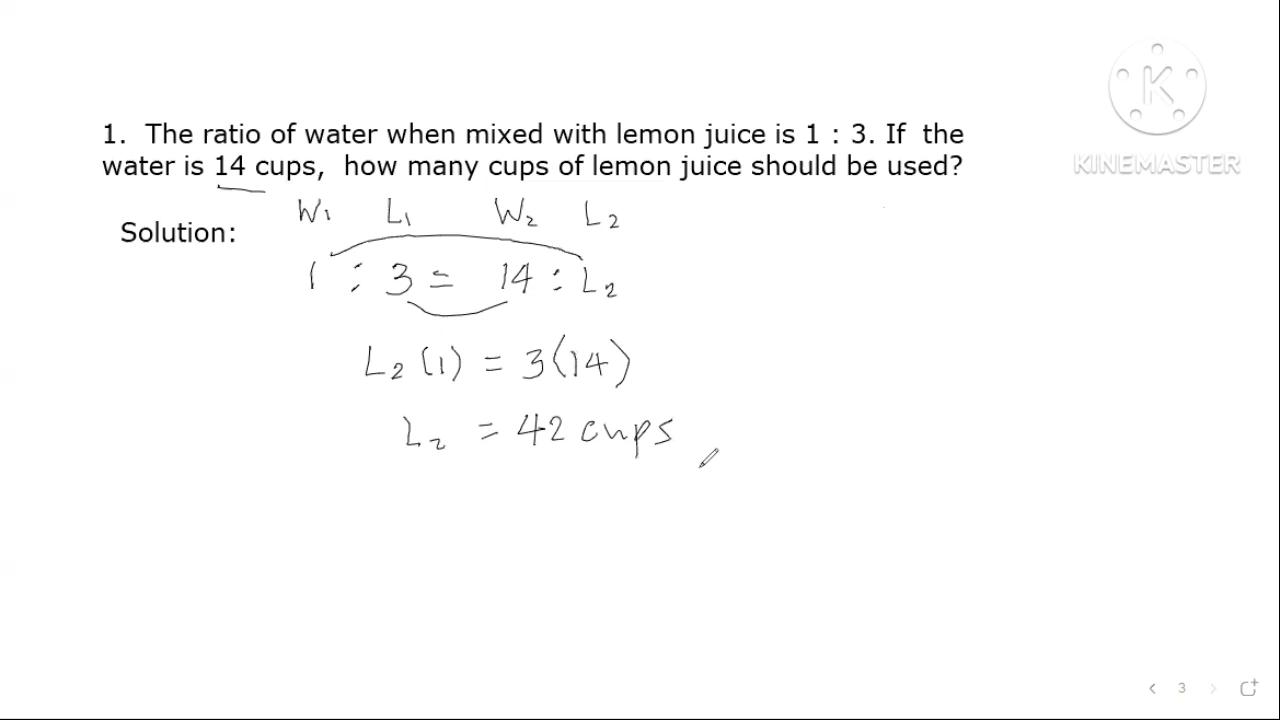 K
KINEMASTER
1. The ratio of water when mixed with lemon juice is 1 : 3. If the
water is 14 cups, how many cups of lemon juice should be used?
W₁ L₁ W₂ L₂
Solution:
1 : 3 = 14 : L₂
L₂ (1) = 3(14)
L₂ = 42 cups
3